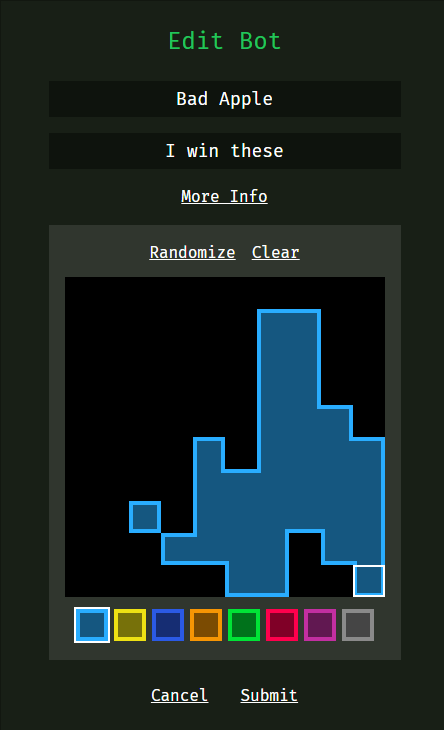 Edit Bot
Bad Apple
I win these
More Info
Randomize Clear
Cancel Submit